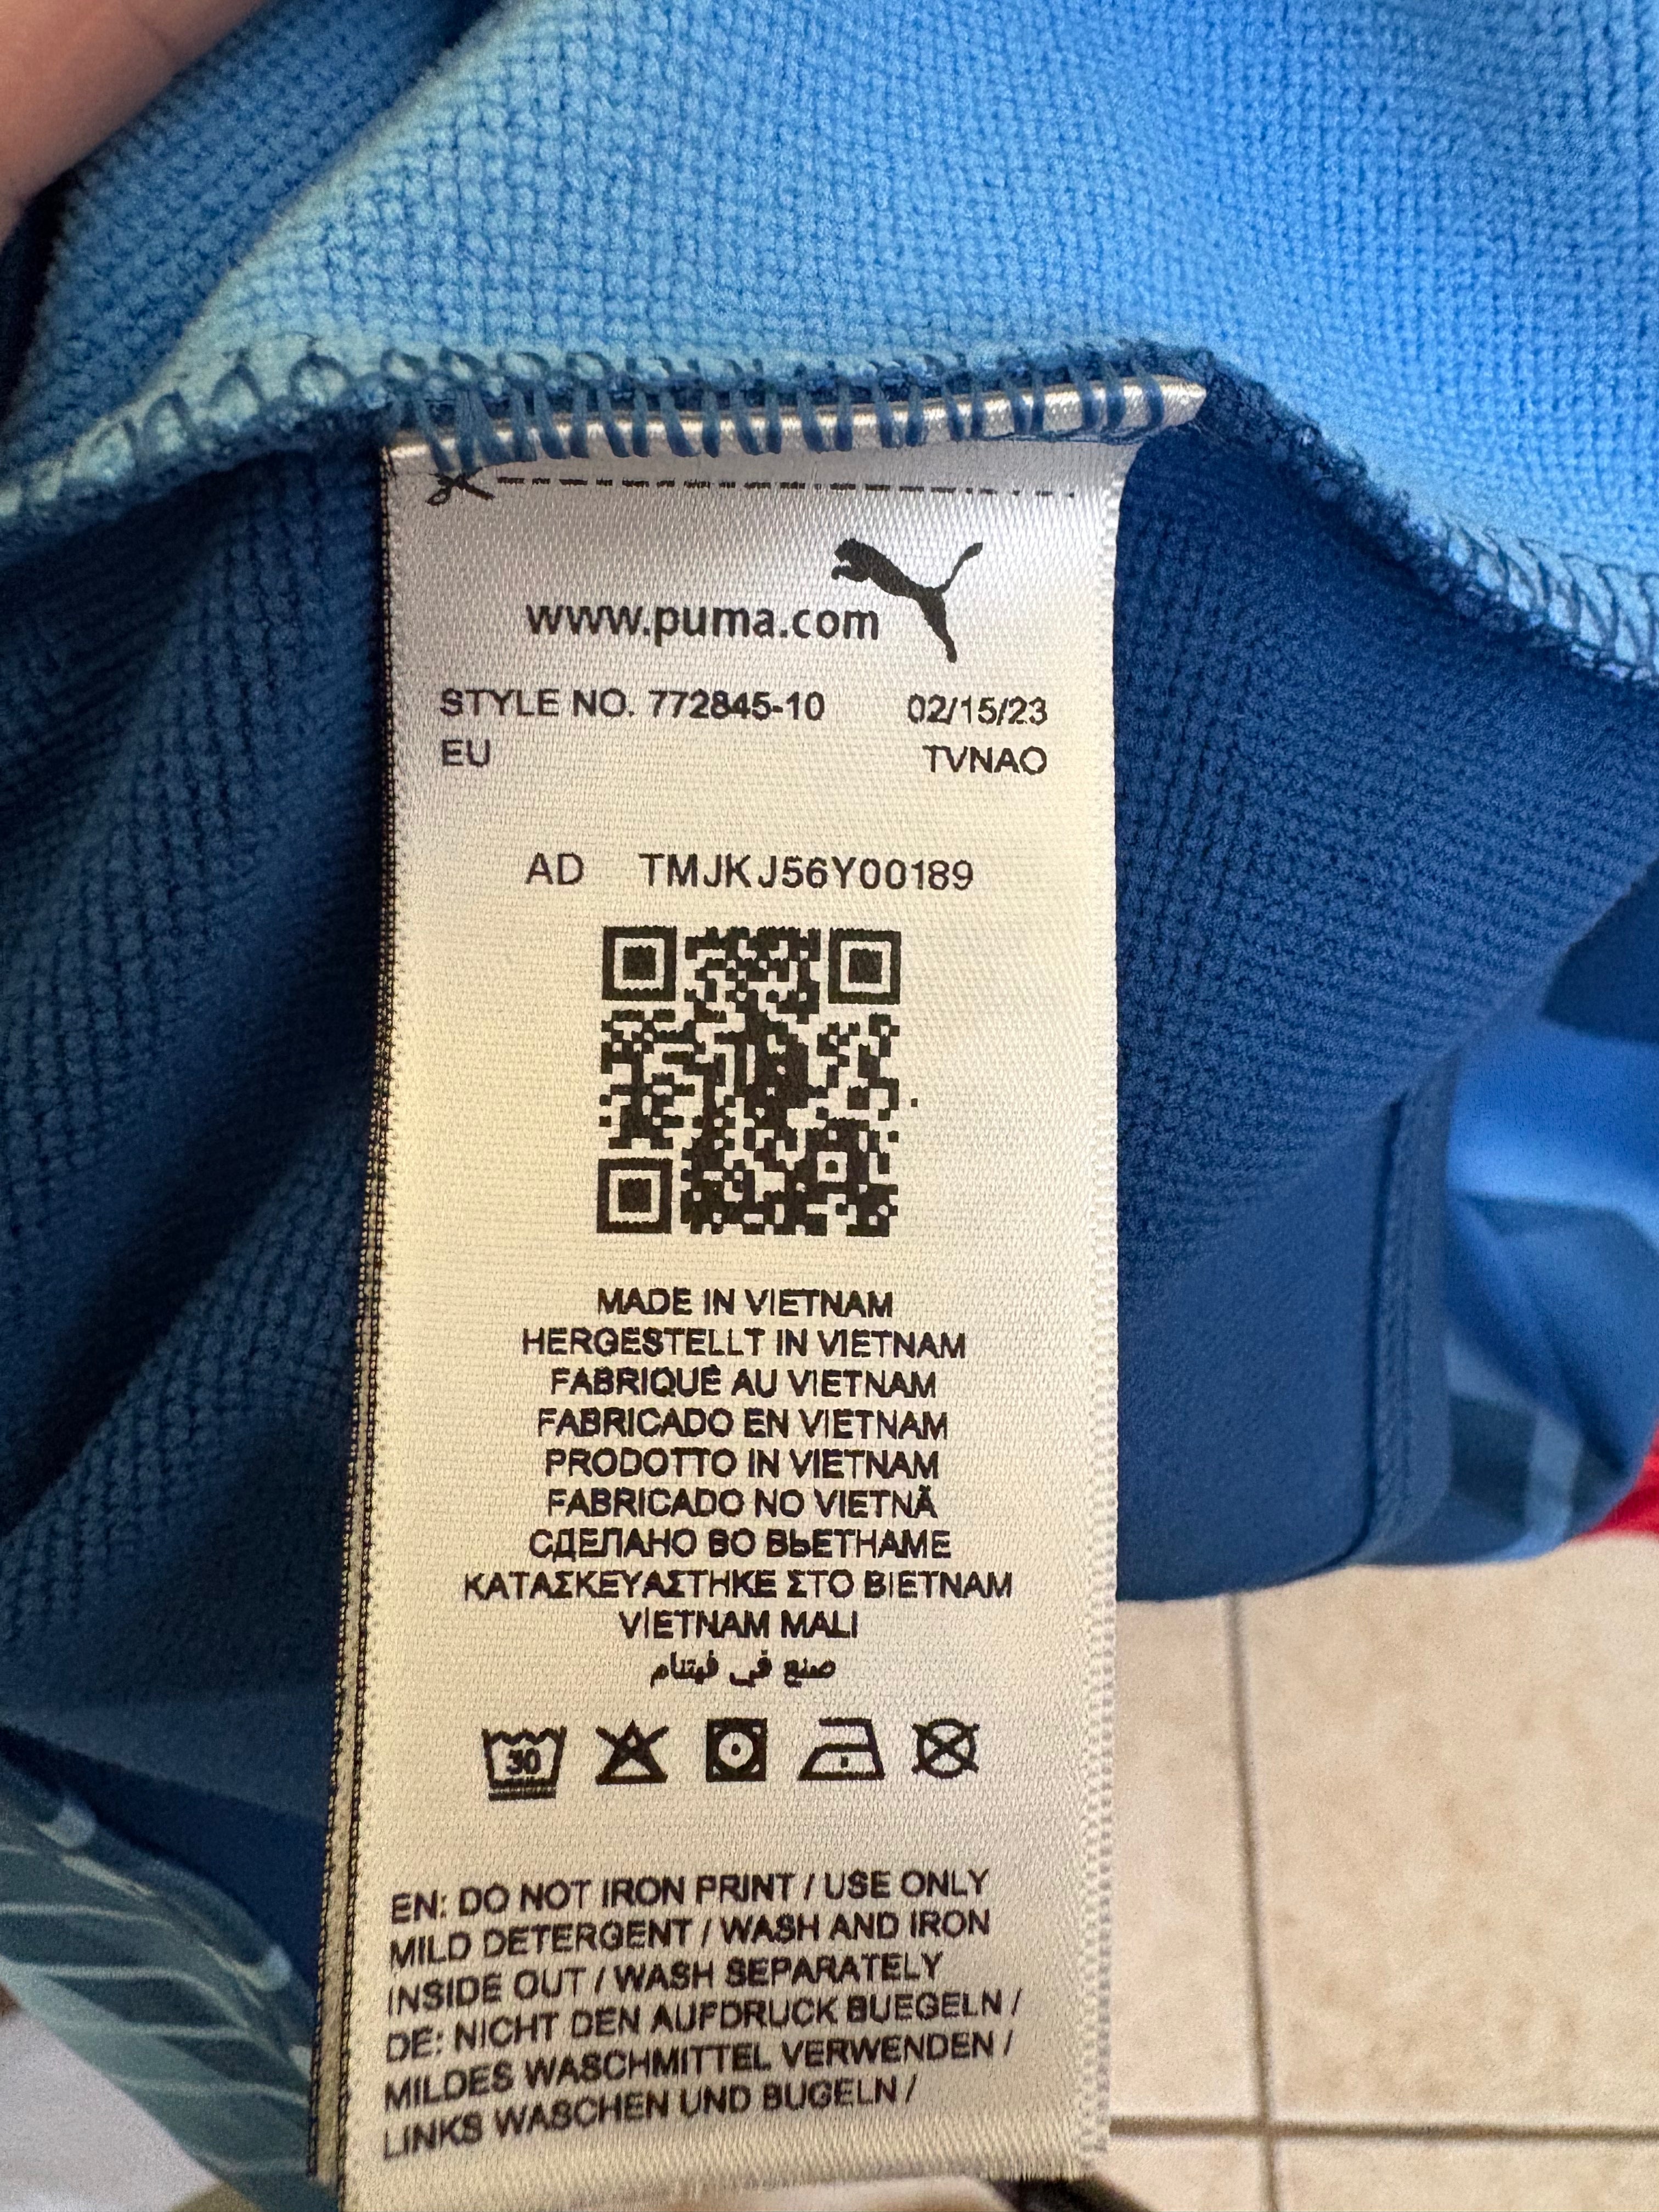 www.puma.com
STYLE NO. 772845-10 02/15/23
EU TVNAO
AD TMJKJ56Y00189
MADE IN VIETNAM
HERGESTELLT IN VIETNAM
FABRIQUÉ AU VIETNAM
FABRICADO EN VIETNAM
PRODOTTO IN VIETNAM
FABRICADO NO VIETNÃ
СДЕЛАНО ВО ВЬЕТНАМЕ
ΚΑΤΑΣΚΕΥΑΣΤΗΚΕ ΣΤΟ ΒΙΕΤΝΑΜ
VIETNAM MALI
صنع في فيتنام
30
EN: DO NOT IRON PRINT / USE ONLY
MILD DETERGENT / WASH AND IRON
INSIDE OUT / WASH SEPARATELY
DE: NICHT DEN AUFDRUCK BUEGELN /
MILDES WASCHMITTEL VERWENDEN /
LINKS WASCHEN UND BUGELN /